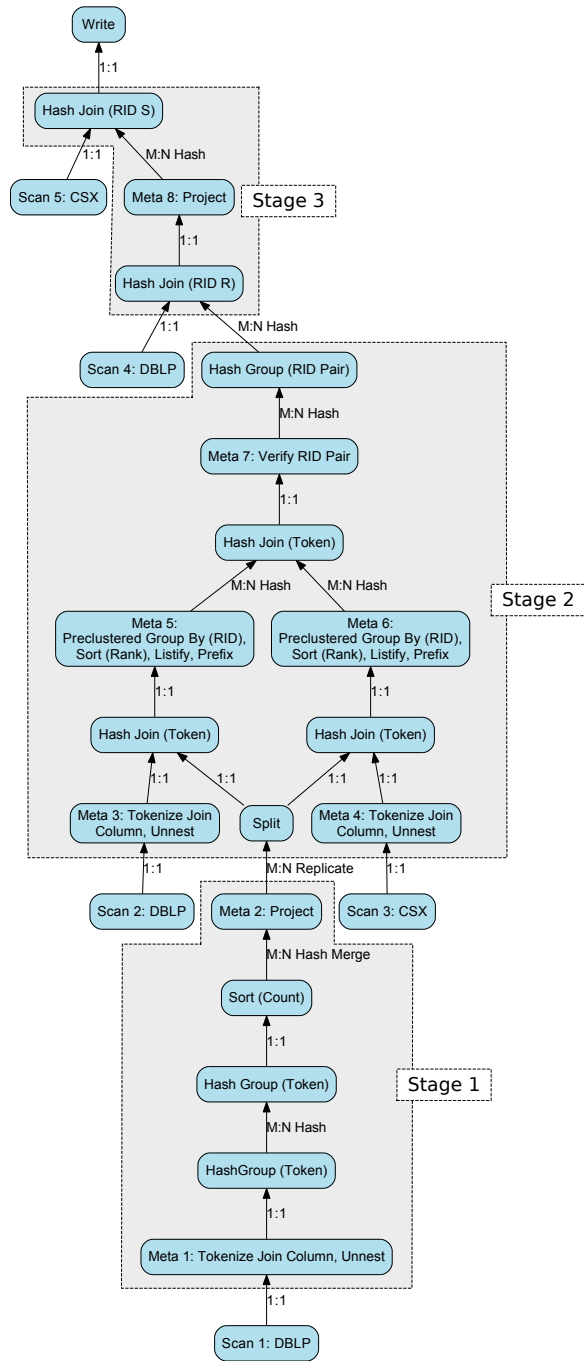 Write
1:1
Hash Join (RID S)
1:1
M:N Hash
Scan 5: CSX
Meta 8: Project
Stage 3
1:1
Hash Join (RID R)
1:1
M:N Hash
Scan 4: DBLP
Hash Group (RID Pair)
M:N Hash
Meta 7: Verify RID Pair
1:1
Hash Join (Token)
M:N Hash
M:N Hash
Stage 2
Meta 5:
Preclustered Group By (RID),
Sort (Rank), Listify, Prefix
Meta 6:
Preclustered Group By (RID),
Sort (Rank), Listify, Prefix
1:1
1:1
Hash Join (Token)
Hash Join (Token)
1:1
1:1
1:1
1:1
Meta 3: Tokenize Join
Column, Unnest
Split
Meta 4: Tokenize Join
Column, Unnest
1:1
M:N Replicate
1:1
Scan 2: DBLP
Meta 2: Project
Scan 3: CSX
M:N Hash Merge
Sort (Count)
1:1
Hash Group (Token)
Stage 1
M:N Hash
HashGroup (Token)
1:1
Meta 1: Tokenize Join Column, Unnest
1:1
Scan 1: DBLP